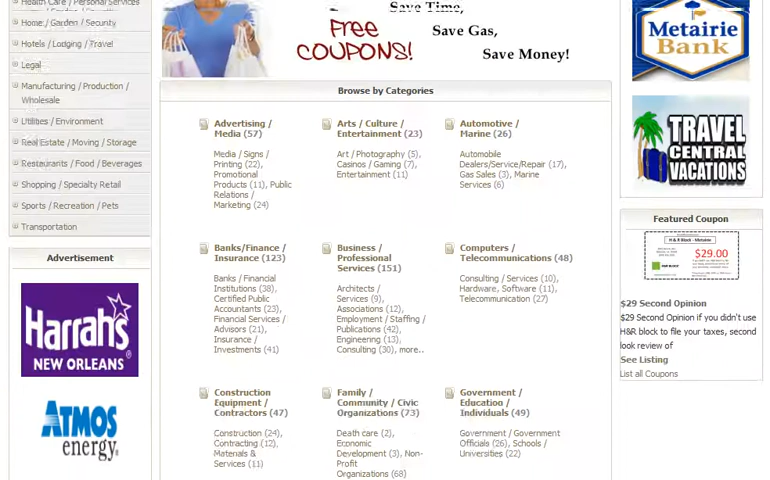 Health Care / Personal Services
Home / Garden / Security
Hotels / Lodging / Travel
Legal
Manufacturing / Production /
Wholesale
Utilities / Environment
Real Estate / Moving / Storage
Restaurants / Food / Beverages
Shopping / Specialty Retail
Sports / Recreation / Pets
Transportation
Advertisement
Harrah's
NEW ORLEANS
ATMOS
energy
Save Time,
FREE
COUPONS!
Save Gas,
Save Money!
Browse by Categories
Advertising /
Media (57)
Media / Signs /
Printing (22),
Promotional
Products (11), Public
Relations /
Marketing (24)
Arts / Culture /
Entertainment (23)
Art / Photography (5),
Casinos / Gaming (7),
Entertainment (11)
Automotive /
Marine (26)
Automobile
Dealers/Service/Repair (17),
Gas Sales (3), Marine
Services (6)
Banks/Finance /
Insurance (123)
Banks / Financial
Institutions (38),
Certified Public
Accountants (23),
Financial Services /
Advisors (21),
Insurance /
Investments (41)
Business /
Professional
Services (151)
Architects /
Services (9),
Associations (12),
Employment / Staffing /
Publications (42),
Engineering (13),
Consulting (30), more..
Computers /
Telecommunications (48)
Consulting / Services (10),
Hardware, Software (11),
Telecommunication (27)
Construction
Equipment /
Contractors (47)
Construction (24),
Contracting (12),
Materials &
Services (11)
Family /
Community / Civic
Organizations (73)
Death care (2),
Economic
Development (3), Non-
Profit
Organizations (68)
Government /
Education /
Individuals (49)
Government / Government
Officials (26), Schools /
Universities (22)
Metairie
Bank
TRAVEL
CENTRAL
VACATIONS
Featured Coupon
H & R Block - Metairie
$29.00
$29 Second Opinion
$29 Second Opinion if you didn't use
H&R block to file your taxes, second
look review of
See Listing
List all Coupons